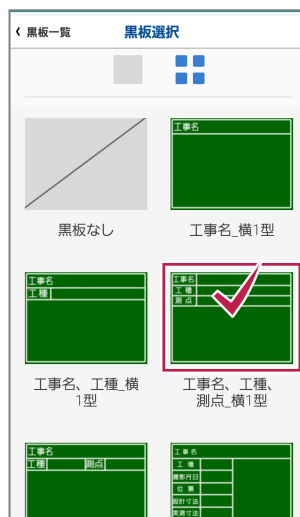 黒板一覧 黒板選択
工事名
黒板なし
工事名_横1型
工事名
工種
工事名
工種
測点
工事名、工種_横
1型
工事名、工種、
測点_横1型
工事名
工種 測点
工事名
工種
撮影月日
位置
設計寸法
実測寸法